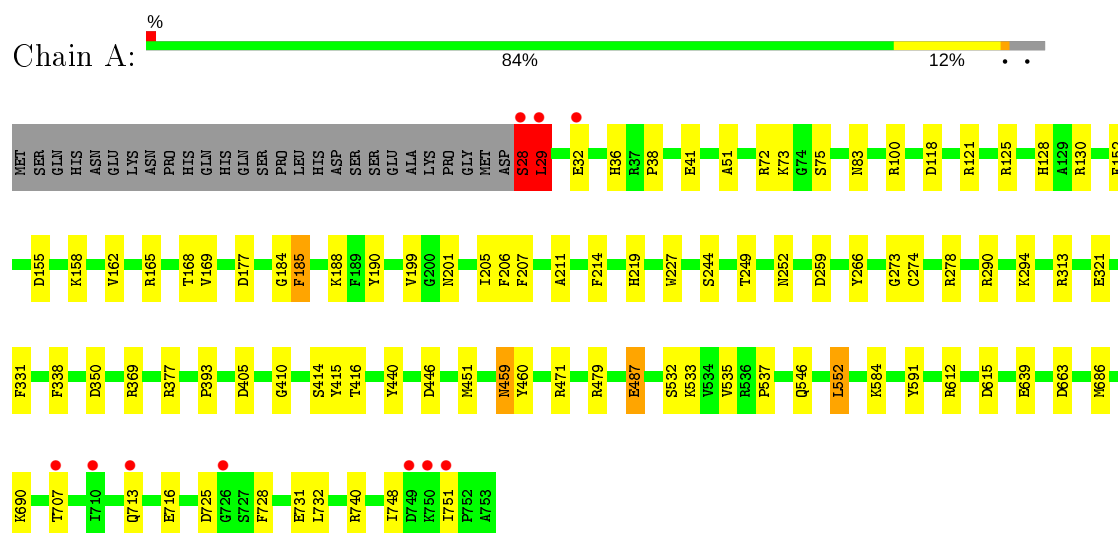 %
Chain A:
84% 12% • •
MET SER GLN HIS ASN GLU LYS ASN PRO HIS GLN HIS GLN SER PRO LEU HIS ASP SER SER GLU ALA LYS PRO GLY MET ASP S28 L29 E32 H36 R37 P38 E41 A51 R72 K73 G74 S75 N83 R100 D118 R121 R125 H128 A129 R130 E152
D155 K158 V162 R165 T168 V169 D177 G184 F185 K188 F189 Y190 V199 G200 N201 I205 F206 F207 A211 F214 H219 W227 S244 T249 N252 D259 Y266 G273 C274 R278 R290 K294 R313 E321
F331 F338 D350 R369 R377 P393 D405 G410 S414 Y415 T416 Y440 D446 M451 N459 Y460 R471 R479 E487 S532 K533 V534 V535 R536 P537 Q546 L552 K584 Y591 R612 D615 E639 D663 M686
K690 T707 I710 Q713 E716 D725 G726 S727 F728 E731 L732 R740 I748 D749 K750 I751 P752 A753